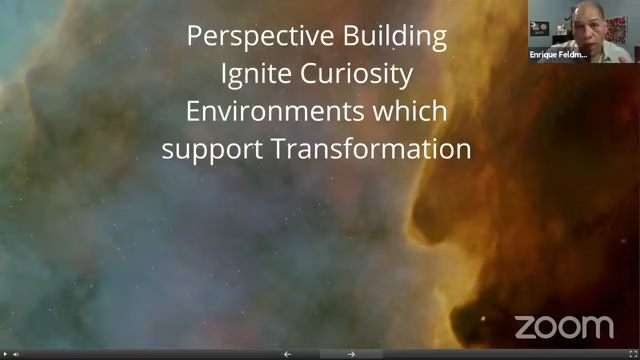 Perspective Building
Ignite Curiosity
Environments which
support Transformation
Enrique Feldm...
zoom